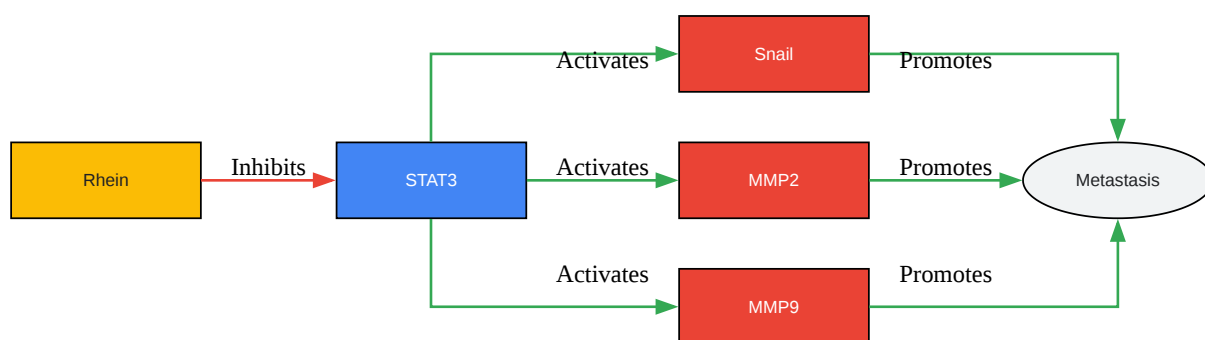 Activates
Snail
Promotes
Rhein
Inhibits
STAT3
Activates
MMP2
Promotes
Metastasis
Activates
MMP9
Promotes